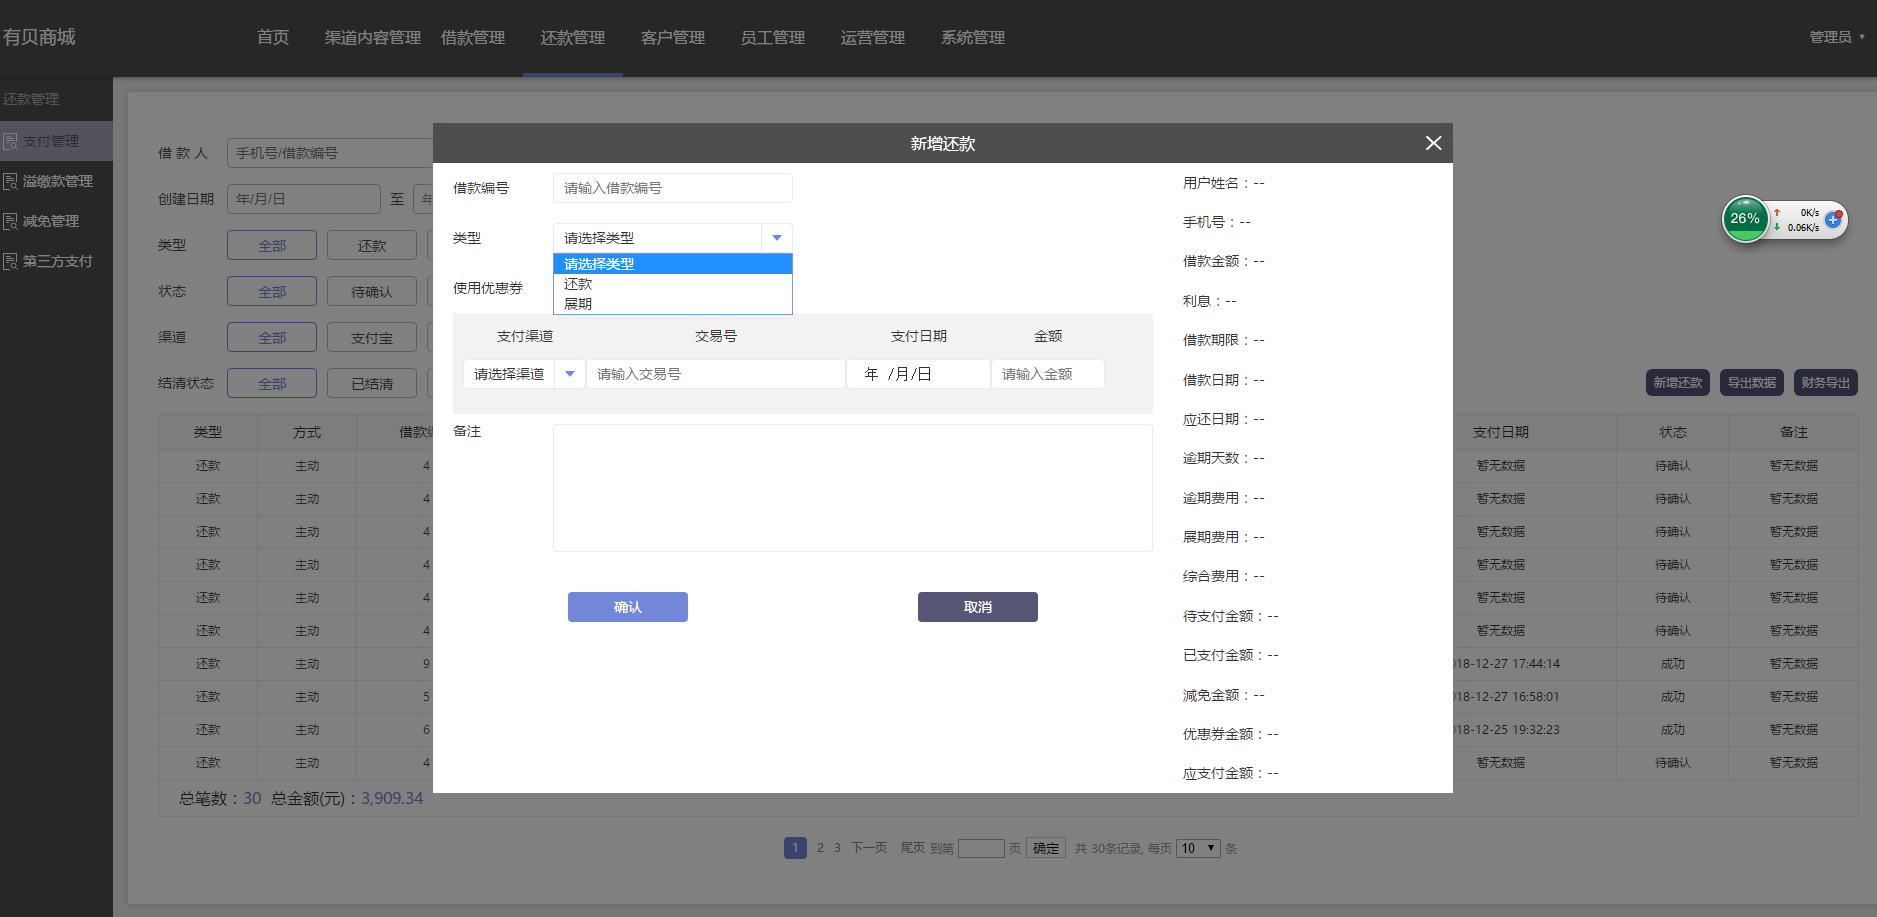 有贝商城
首页 渠道内容管理 借款管理 还款管理 客户管理 员工管理 运营管理 系统管理
管理员
还款管理
支付管理
溢缴款管理
减免管理
第三方支付
借 款 人 手机号/借款编号
创建日期 年/月/日 至 年
类型 全部 还款
状态 全部 待确认
渠道 全部 支付宝
结清状态 全部 已结清
新增还款 导出数据 财务导出
新增还款
借款编号 请输入借款编号
类型 请选择类型
请选择类型
还款
展期
使用优惠券
支付渠道 交易号 支付日期 金额
请选择渠道 请输入交易号 年 /月/日 请输入金额
备注
确认 取消
用户姓名：--
手机号：--
借款金额：--
利息：--
借款期限：--
借款日期：--
应还日期：--
逾期天数：--
逾期费用：--
展期费用：--
综合费用：--
待支付金额：--
已支付金额：--
减免金额：--
优惠券金额：--
应支付金额：--
26%
0K/s
0.06K/s
类型 方式 借款 支付日期 状态 备注
还款 主动 4 暂无数据 待确认 暂无数据
还款 主动 4 暂无数据 待确认 暂无数据
还款 主动 4 暂无数据 待确认 暂无数据
还款 主动 4 暂无数据 待确认 暂无数据
还款 主动 4 暂无数据 待确认 暂无数据
还款 主动 4 暂无数据 待确认 暂无数据
还款 主动 9 18-12-27 17:44:14 成功 暂无数据
还款 主动 5 18-12-27 16:58:01 成功 暂无数据
还款 主动 6 18-12-25 19:32:23 成功 暂无数据
还款 主动 4 暂无数据 待确认 暂无数据
总笔数：30 总金额(元)：3,909.34
1 2 3 下一页 尾页 到第 页 确定 共 30条记录, 每页 10 条